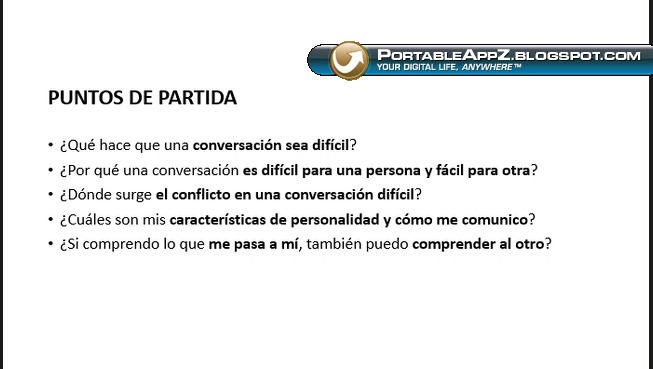 PORTABLEAPPZ.BLOGSPOT.COM
YOUR DIGITAL LIFE, ANYWHERE™
PUNTOS DE PARTIDA
• ¿Qué hace que una conversación sea difícil?
• ¿Por qué una conversación es difícil para una persona y fácil para otra?
• ¿Dónde surge el conflicto en una conversación difícil?
• ¿Cuáles son mis características de personalidad y cómo me comunico?
• ¿Si comprendo lo que me pasa a mí, también puedo comprender al otro?